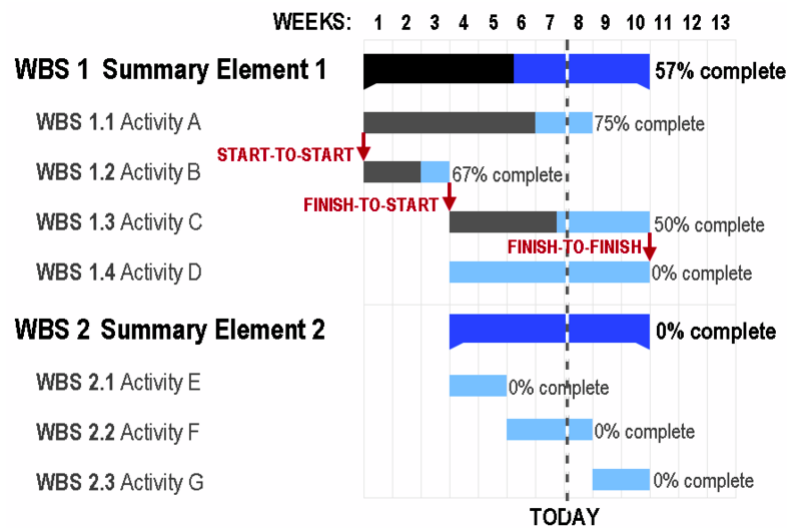 WEEKS: 1 2 3 4 5 6 7 8 9 10 11 12 13
WBS 1 Summary Element 1 57% complete
WBS 1.1 Activity A 75% complete
START-TO-START
WBS 1.2 Activity B 67% complete
FINISH-TO-START
WBS 1.3 Activity C 50% complete
FINISH-TO-FINISH
WBS 1.4 Activity D 0% complete
WBS 2 Summary Element 2 0% complete
WBS 2.1 Activity E 0% complete
WBS 2.2 Activity F 0% complete
WBS 2.3 Activity G 0% complete
TODAY